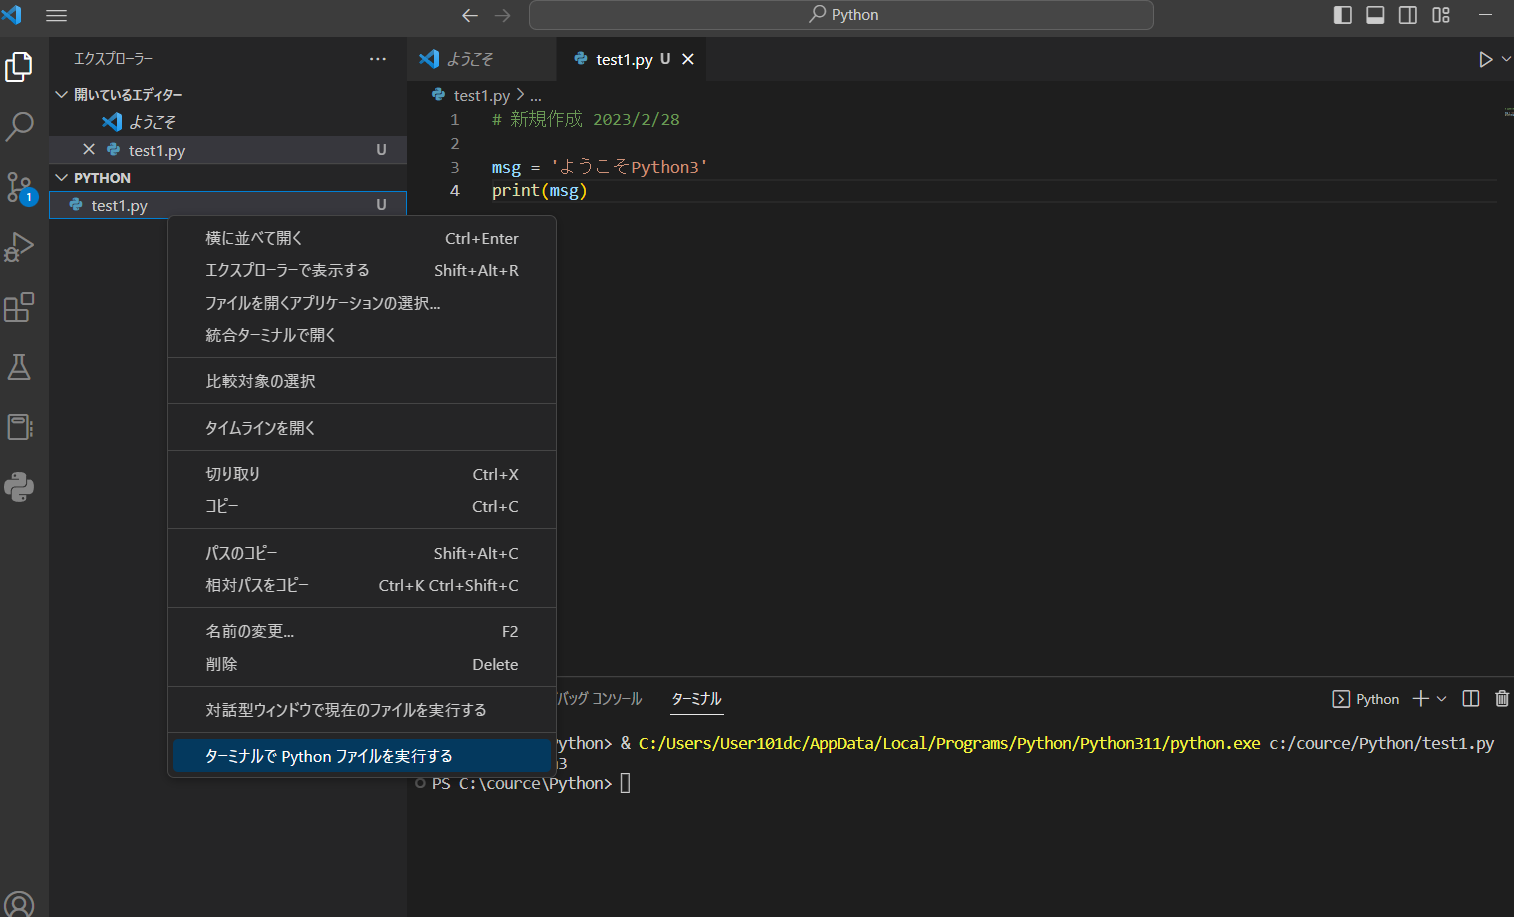 Python
エクスプローラー
開いているエディター
ようこそ
test1.py U
PYTHON
test1.py U
1
ようこそ
test1.py U
test1.py > ...
1 # 新規作成 2023/2/28
2
3 msg = 'ようこそPython3'
4 print(msg)
横に並べて開く Ctrl+Enter
エクスプローラーで表示する Shift+Alt+R
ファイルを開くアプリケーションの選択...
統合ターミナルで開く
比較対象の選択
タイムラインを開く
切り取り Ctrl+X
コピー Ctrl+C
パスのコピー Shift+Alt+C
相対パスをコピー Ctrl+K Ctrl+Shift+C
名前の変更... F2
削除 Delete
対話型ウィンドウで現在のファイルを実行する
ターミナルで Python ファイルを実行する
バッグ コンソール ターミナル
Python
ython> & C:/Users/User101dc/AppData/Local/Programs/Python/Python311/python.exe c:/cource/Python/test1.py
3
PS C:\cource\Python>